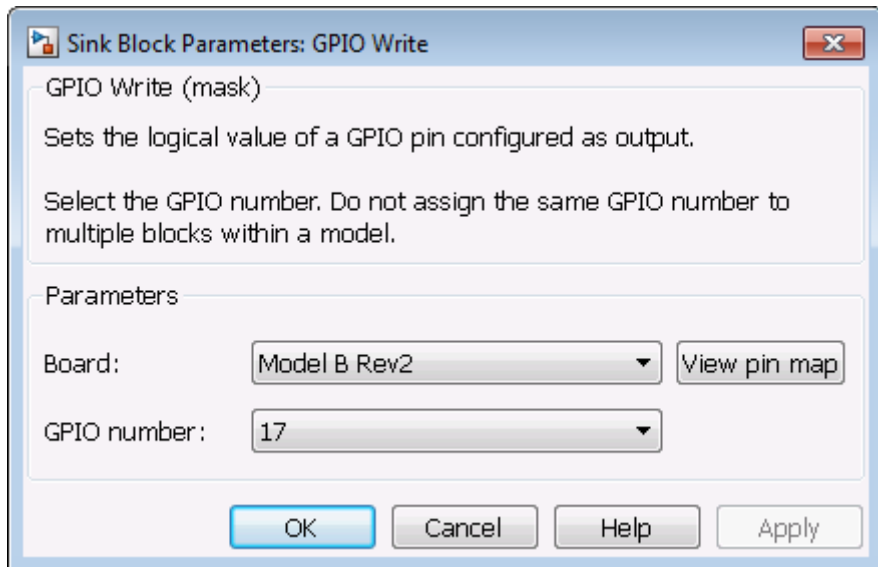 Sink Block Parameters: GPIO Write
GPIO Write (mask)
Sets the logical value of a GPIO pin configured as output.
Select the GPIO number. Do not assign the same GPIO number to
multiple blocks within a model.
Parameters
Board: Model B Rev2 View pin map
GPIO number: 17
OK Cancel Help Apply